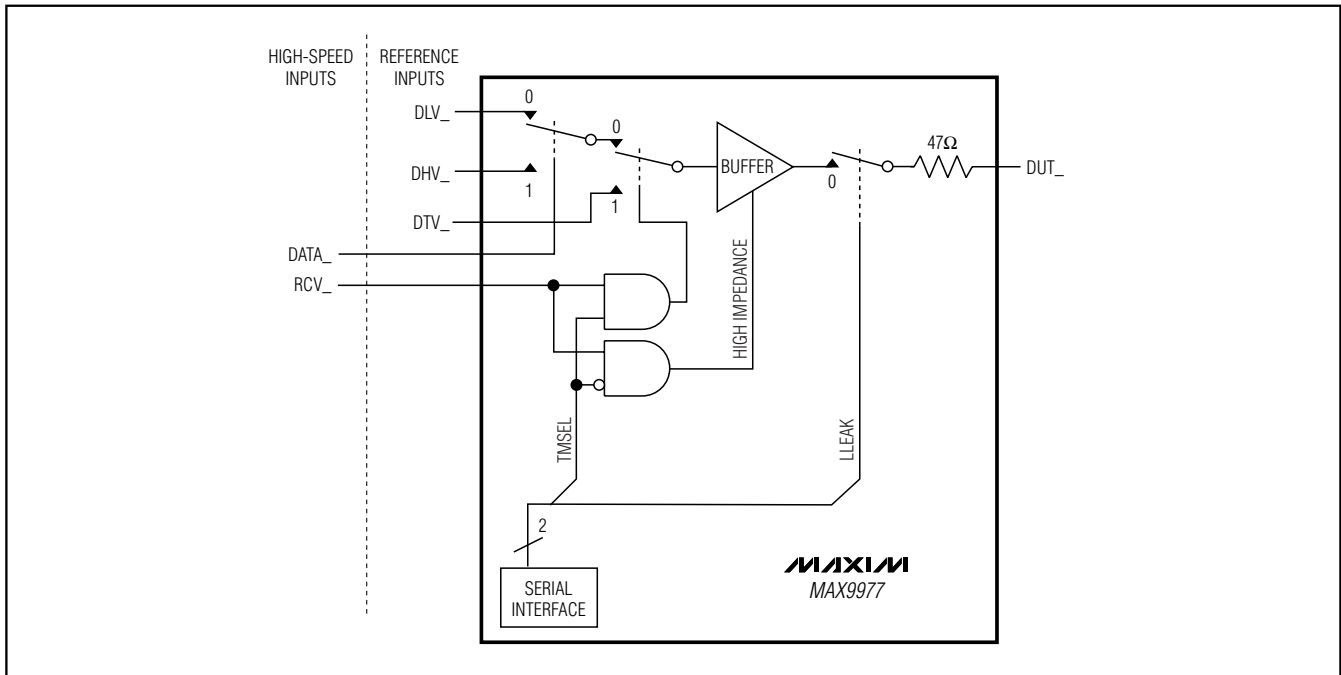 HIGH-SPEED
INPUTS
REFERENCE
INPUTS
DLV_
0
0
47Ω
BUFFER
DUT_
DHV_
1
0
1
DTV_
DATA_
RCV_
HIGH IMPEDANCE
TMSEL
LLEAK
2
SERIAL
INTERFACE
MAXIM
MAX9977